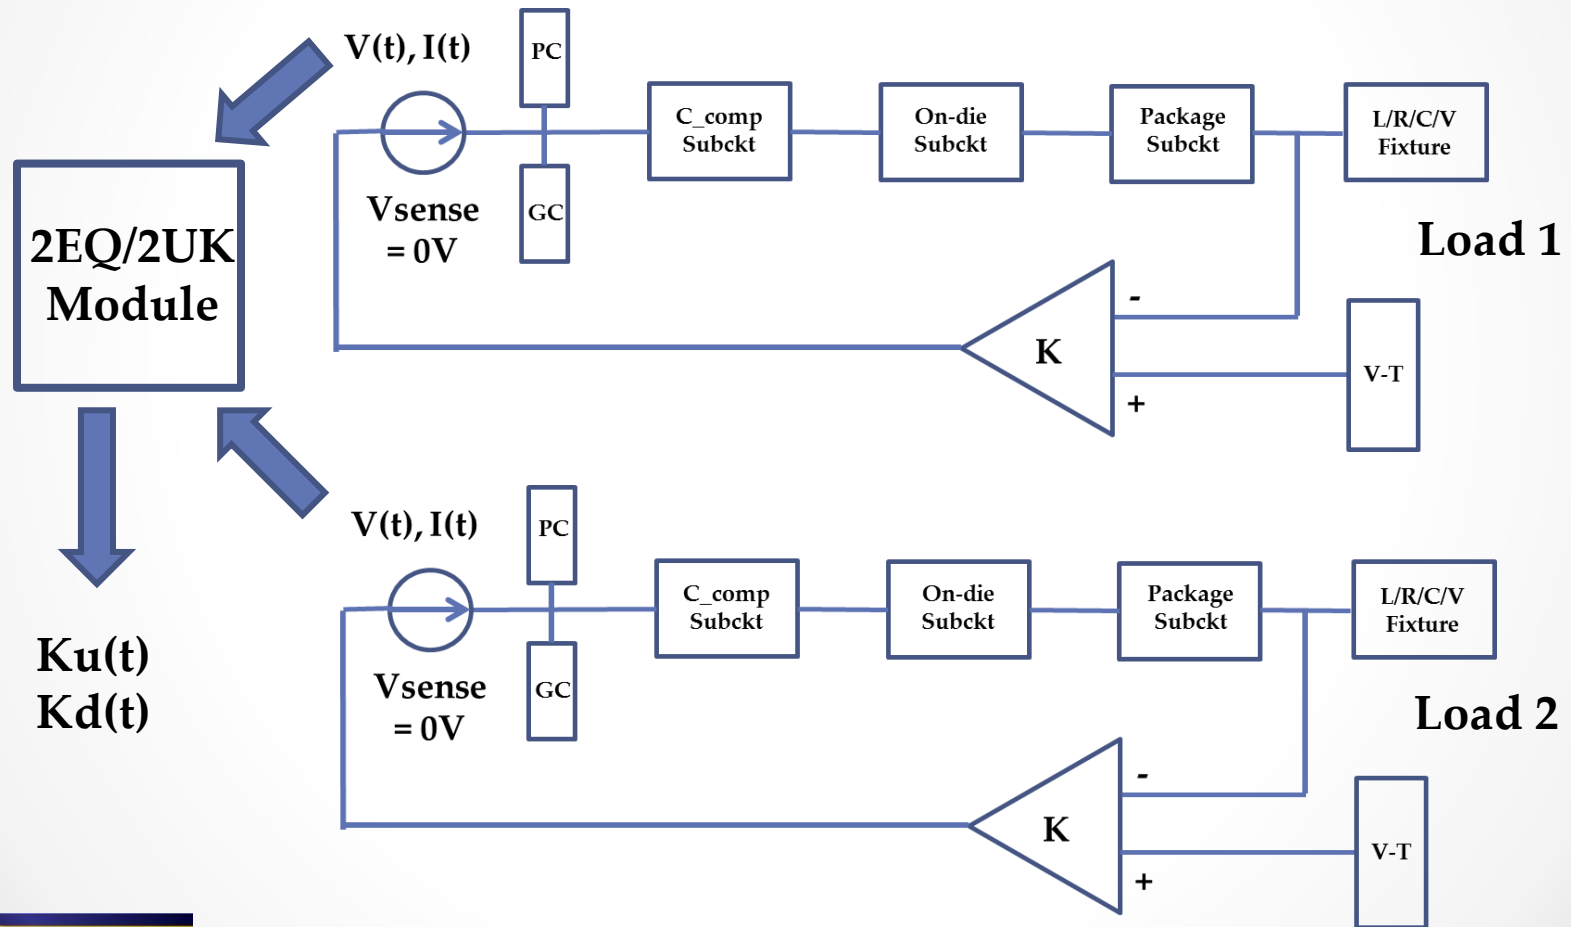 V(t), I(t)
PC
GC
Vsense
= 0V
C_comp
Subckt
On-die
Subckt
Package
Subckt
L/R/C/V
Fixture
Load 1
-
K
+
V-T
2EQ/2UK
Module
Ku(t)
Kd(t)
V(t), I(t)
PC
GC
Vsense
= 0V
C_comp
Subckt
On-die
Subckt
Package
Subckt
L/R/C/V
Fixture
Load 2
-
K
+
V-T